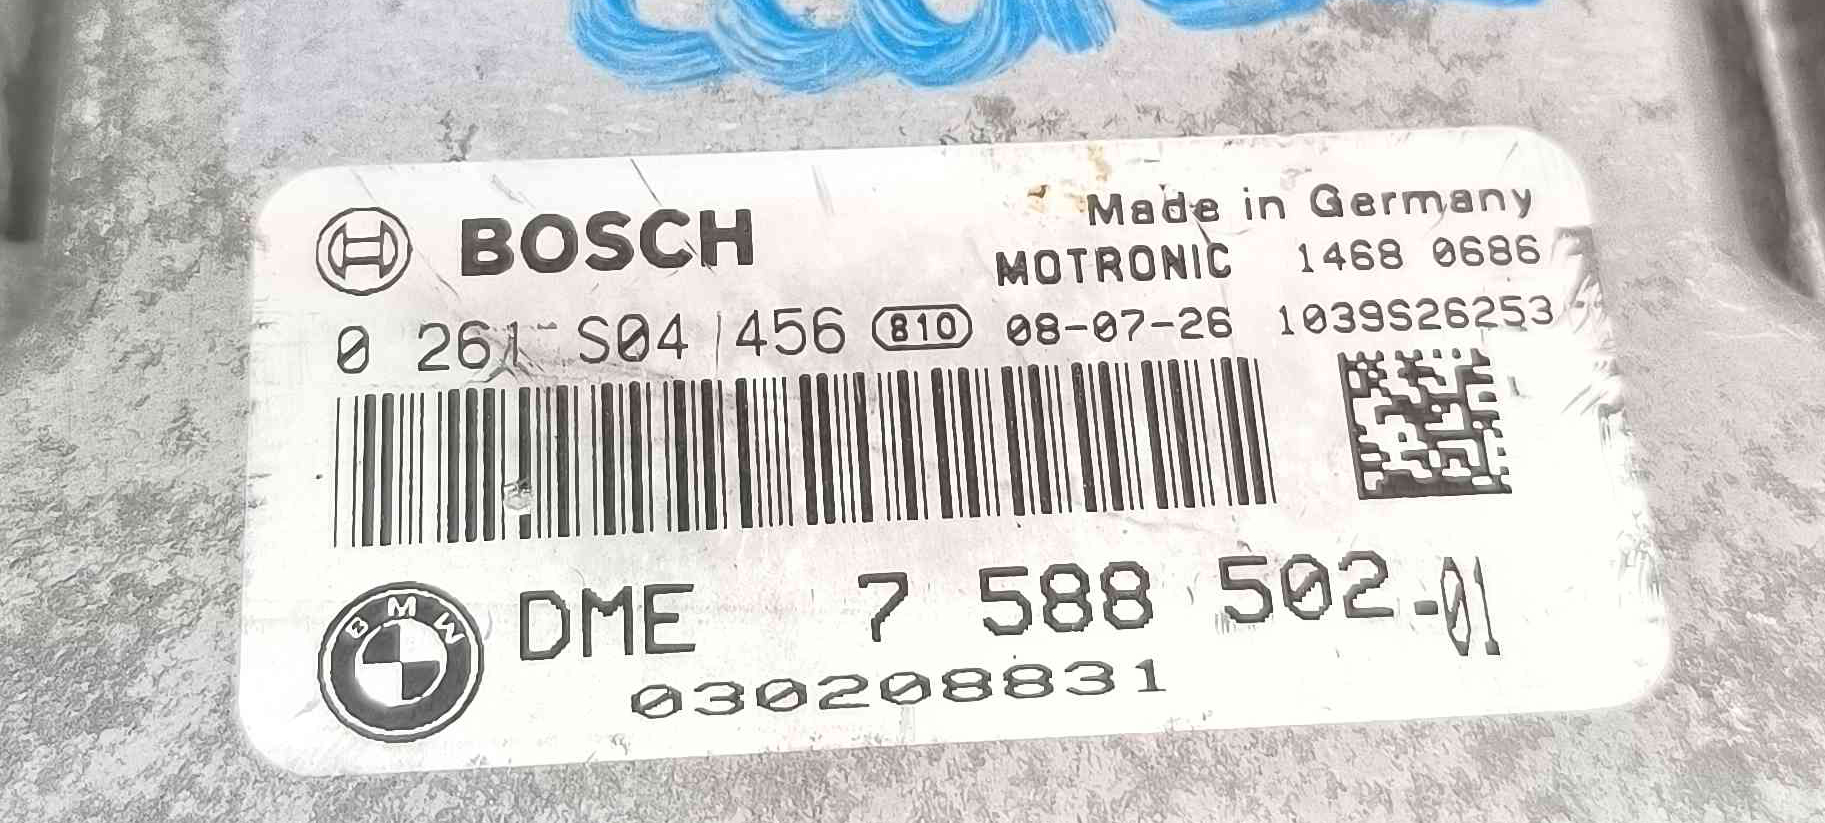 BOSCH
Made in Germany
MOTRONIC 1468 0686
0 261 S04 456 810 08-07-26 1039S26253
BMW
DME 7 588 502-01
030208831